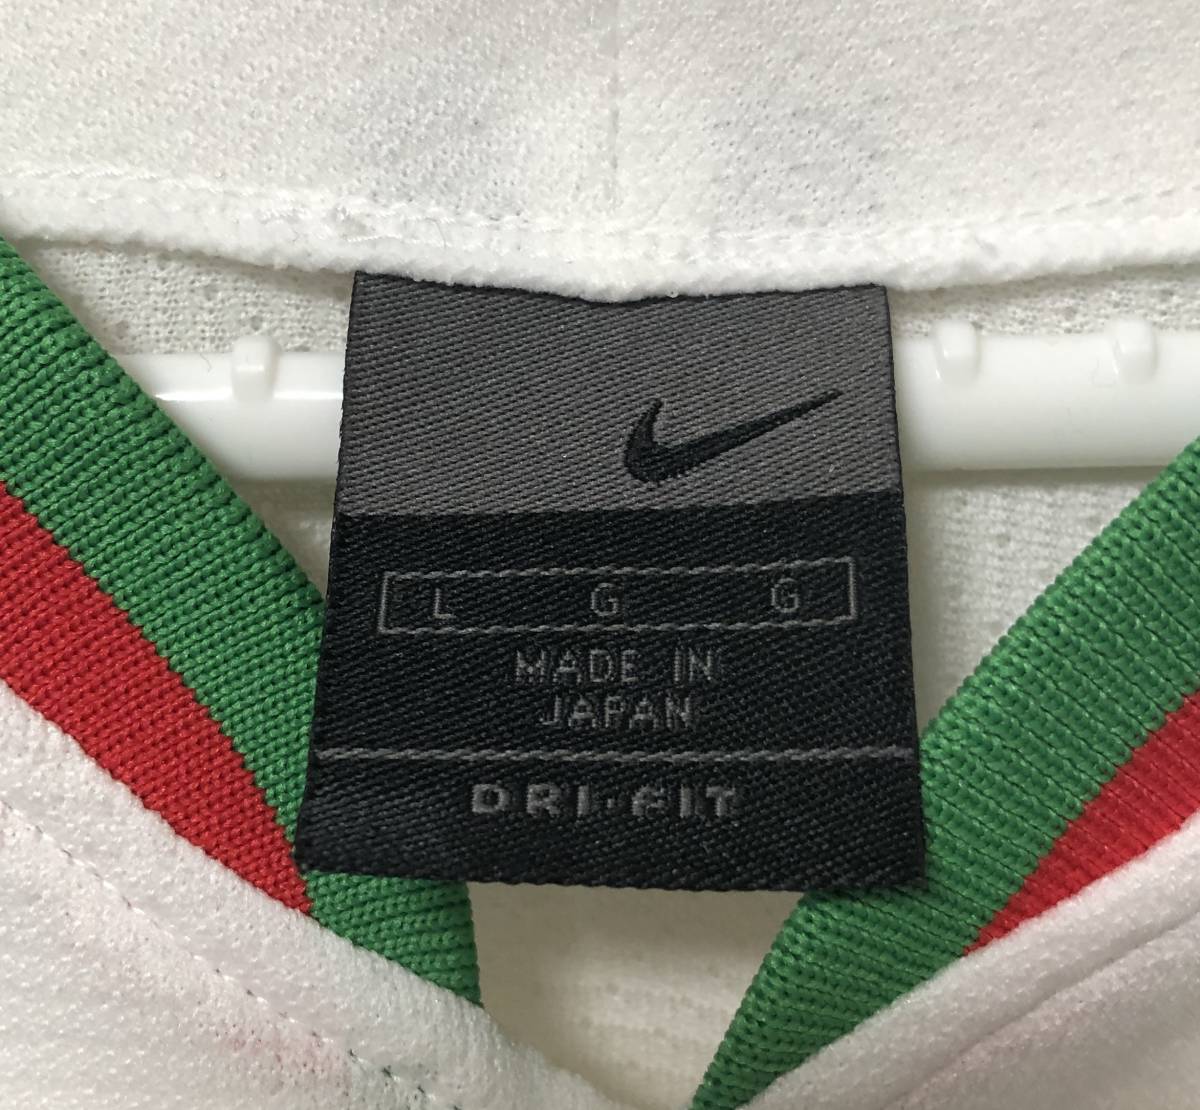 L G G
MADE IN
JAPAN
DRI·FIT